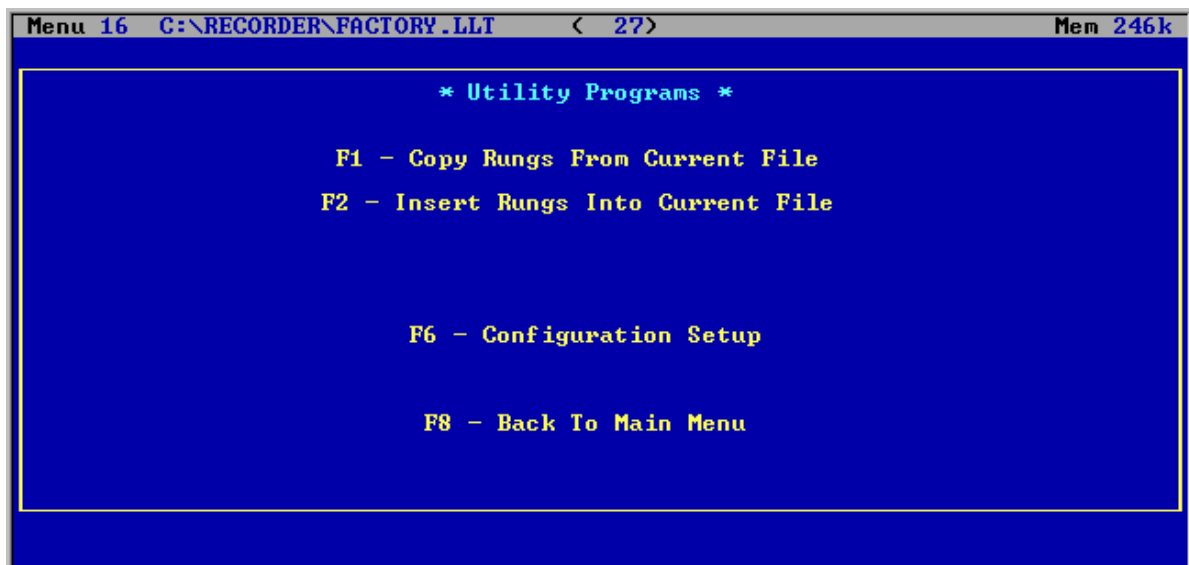 Menu 16 C:\RECORDER\FACTORY.LLT ( 27) Mem 246k
* Utility Programs *
F1 - Copy Rungs From Current File
F2 - Insert Rungs Into Current File
F6 - Configuration Setup
F8 - Back To Main Menu